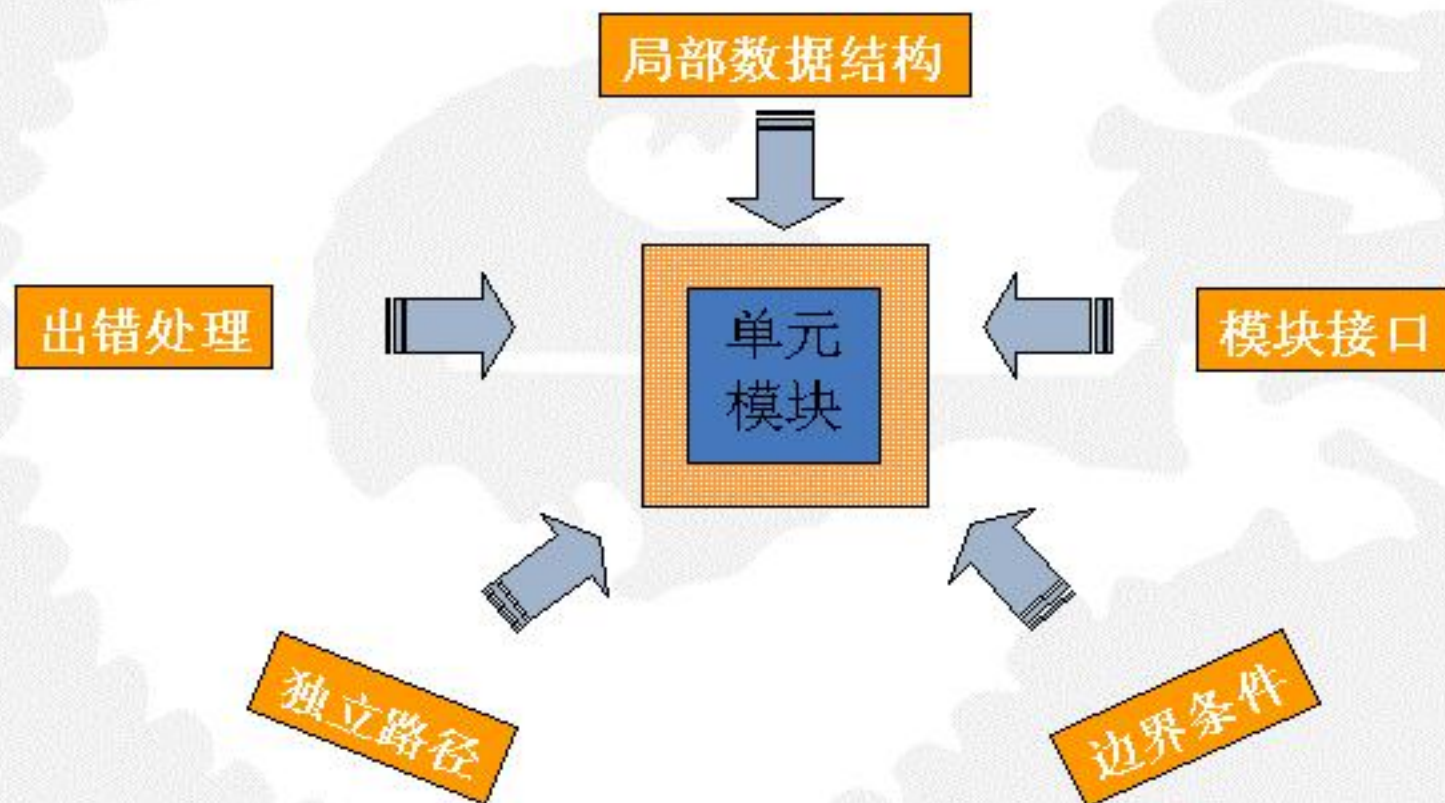 局部数据结构
出错处理
单元
模块
模块接口
独立路径
边界条件